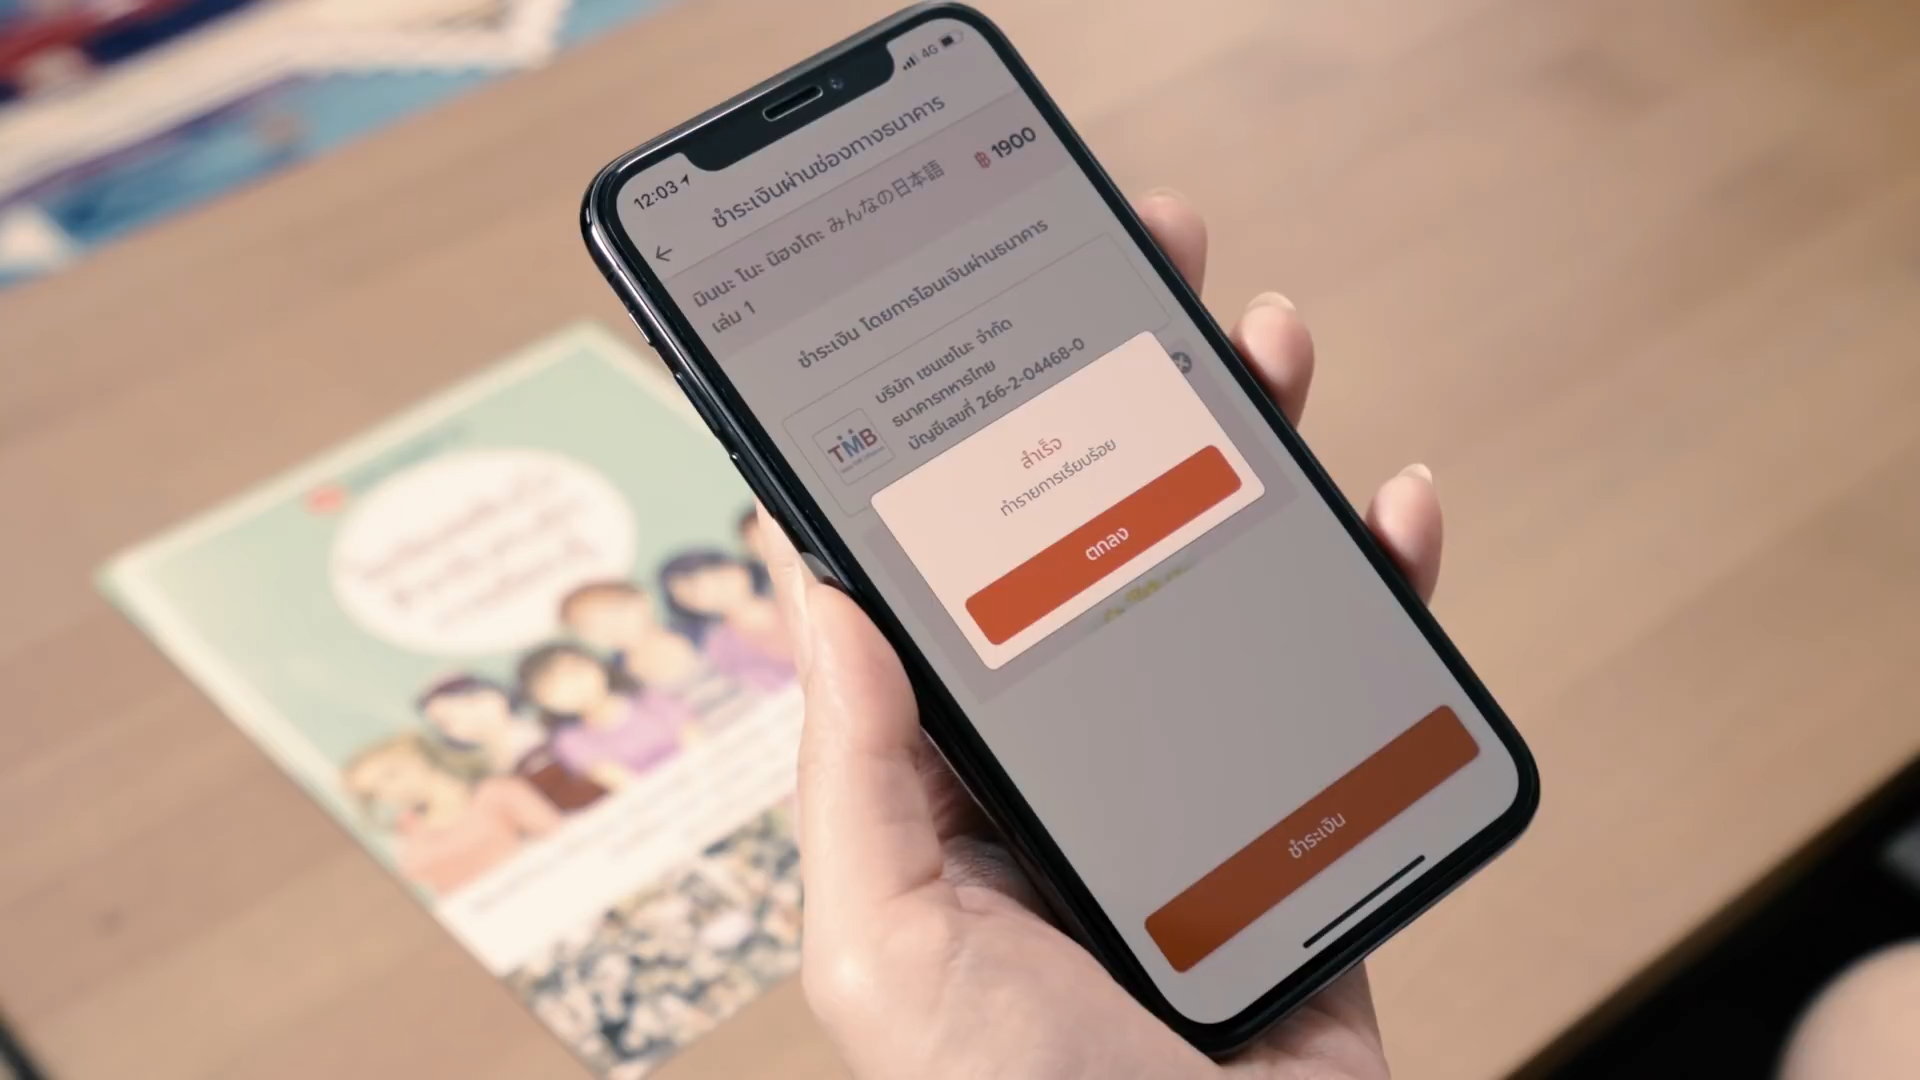 12:03
4G
ชำระเงินผ่านช่องทางธนาคาร
มินนะ โนะ นิฮงโกะ みんなの日本語
฿ 1900
เล่ม 1
ชำระเงิน โดยการโอนเงินผ่านธนาคาร
TMB
บริษัท เซนเซโนะ จำกัด
ธนาคารทหารไทย
บัญชีเลขที่ 266-2-04468-0
สำเร็จ
ทำรายการเรียบร้อย
ตกลง
ชำระเงิน